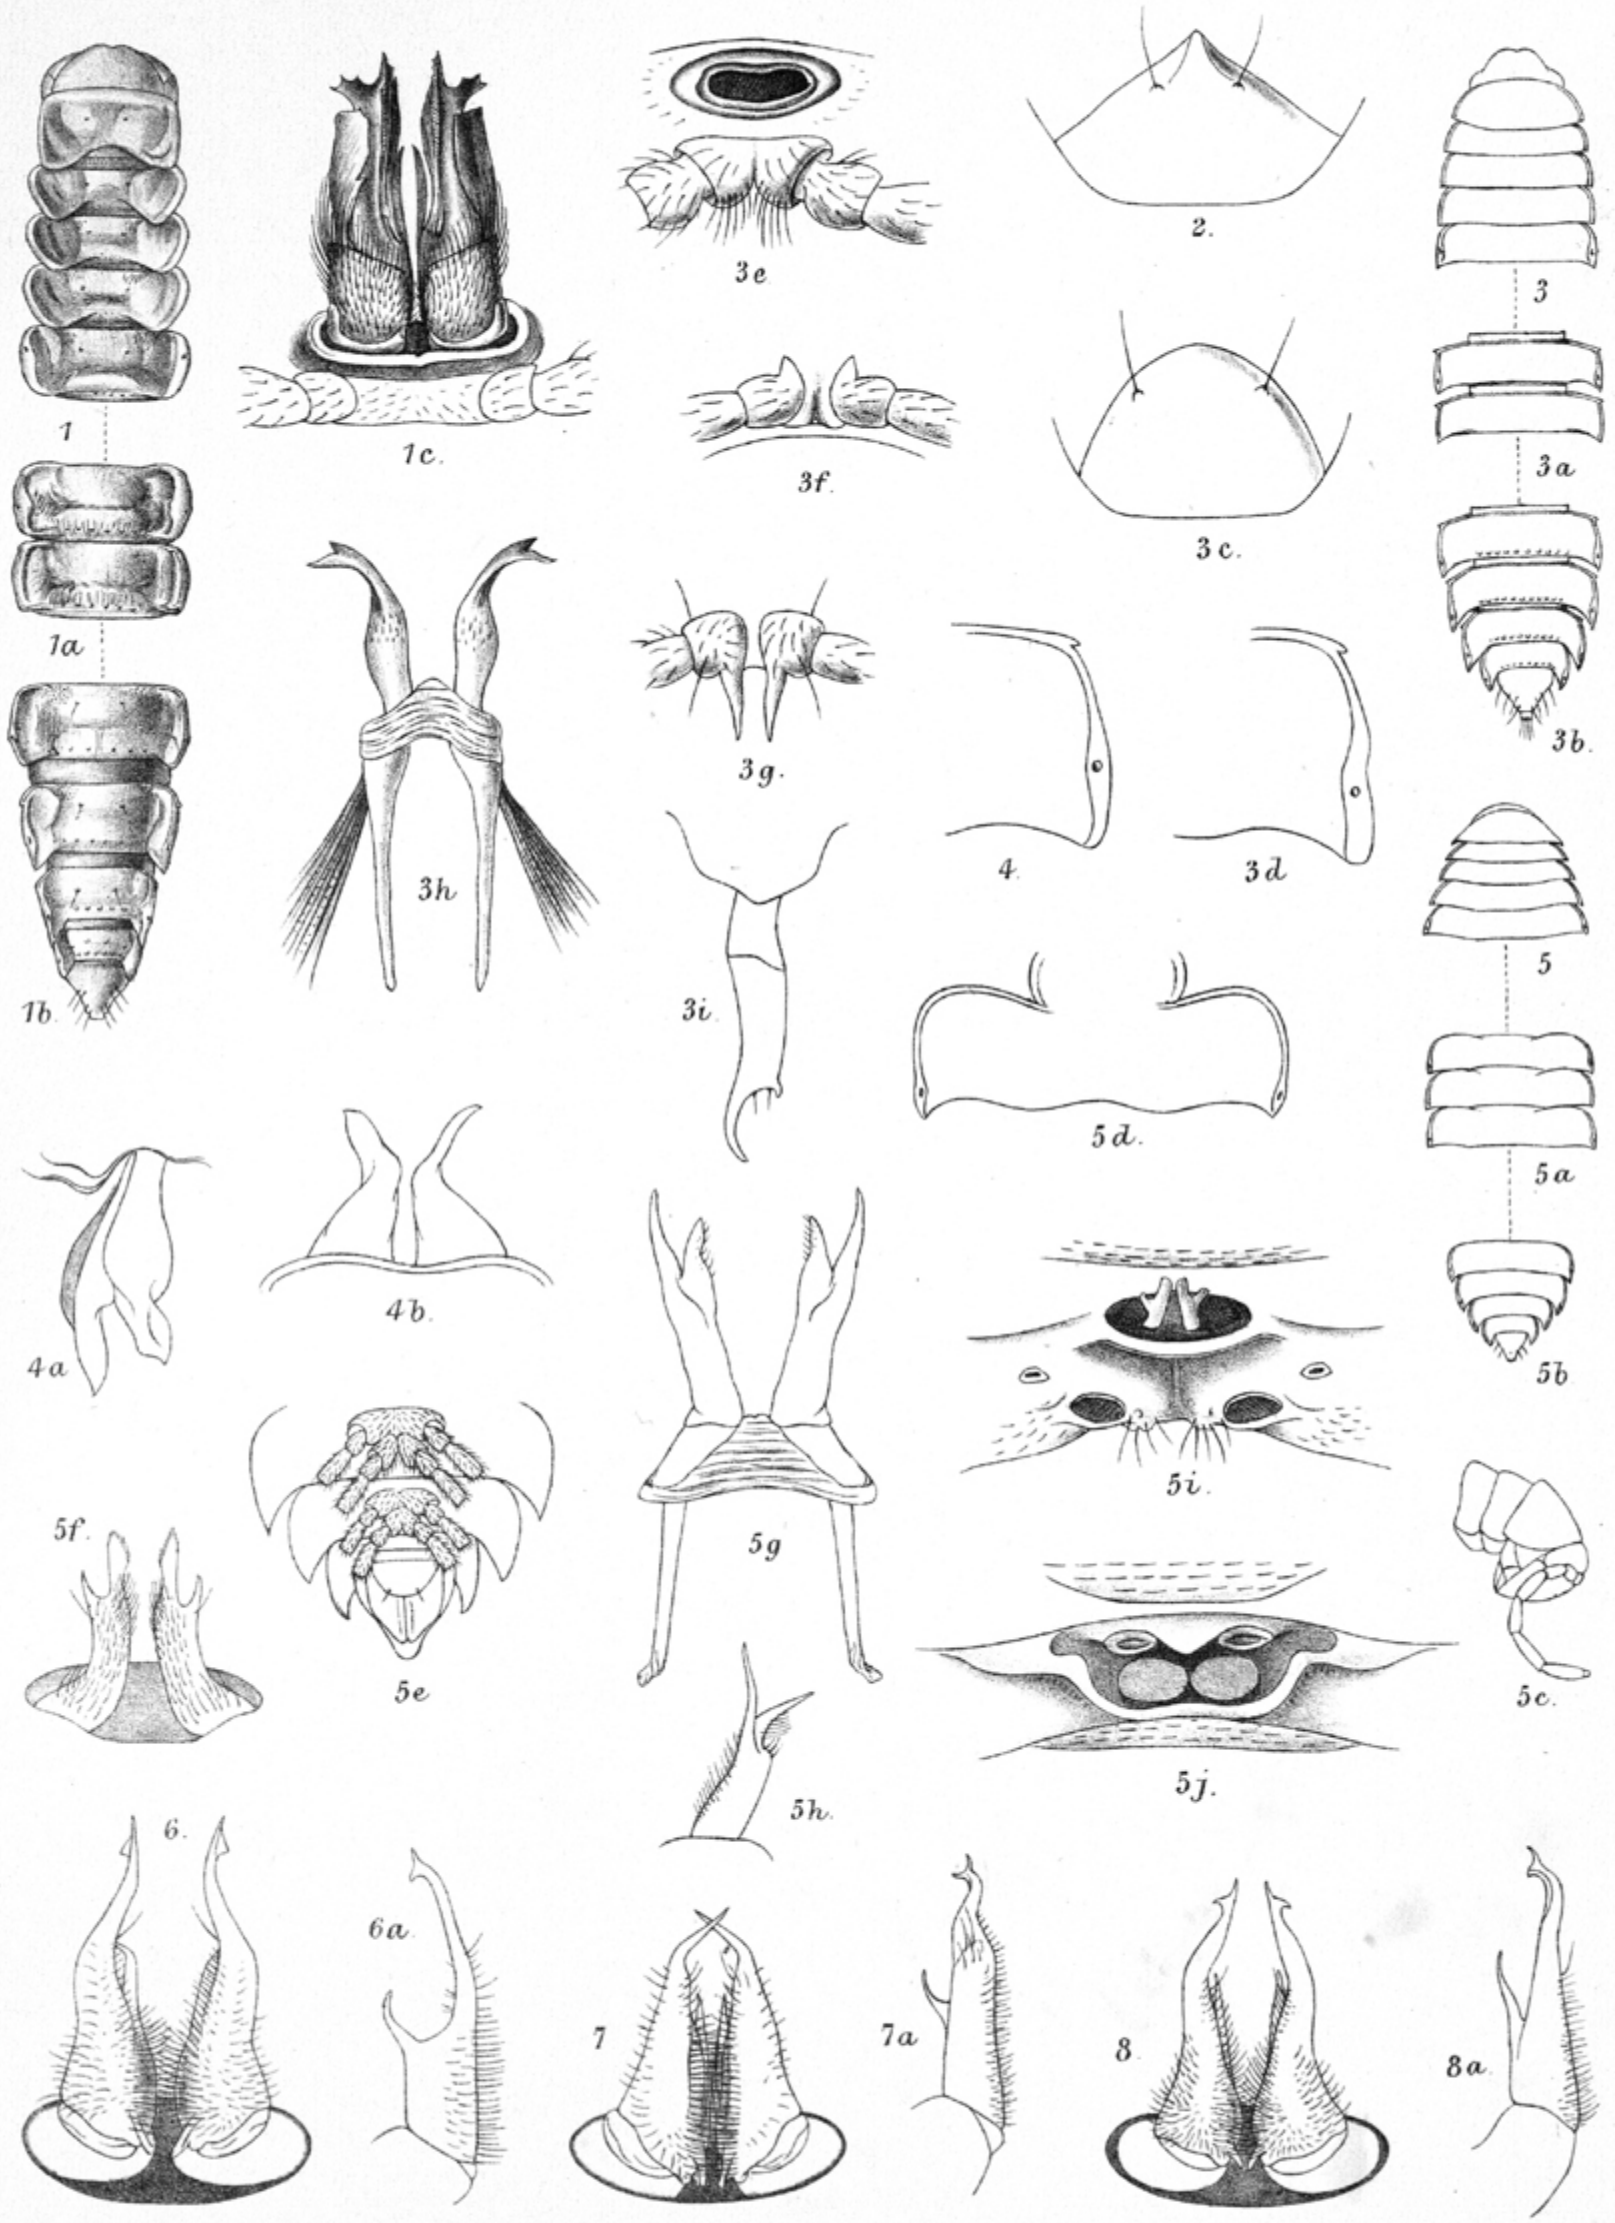 1
1c.
3e
2.
3
3f.
3c.
3a
1a
3g.
3b.
3h
4.
3d
1b.
3i.
5
5d.
5a
4a
4b.
5b
5f.
5e
5g
5i.
5c.
5h.
5j.
6.
6a.
7
7a
8
8a.